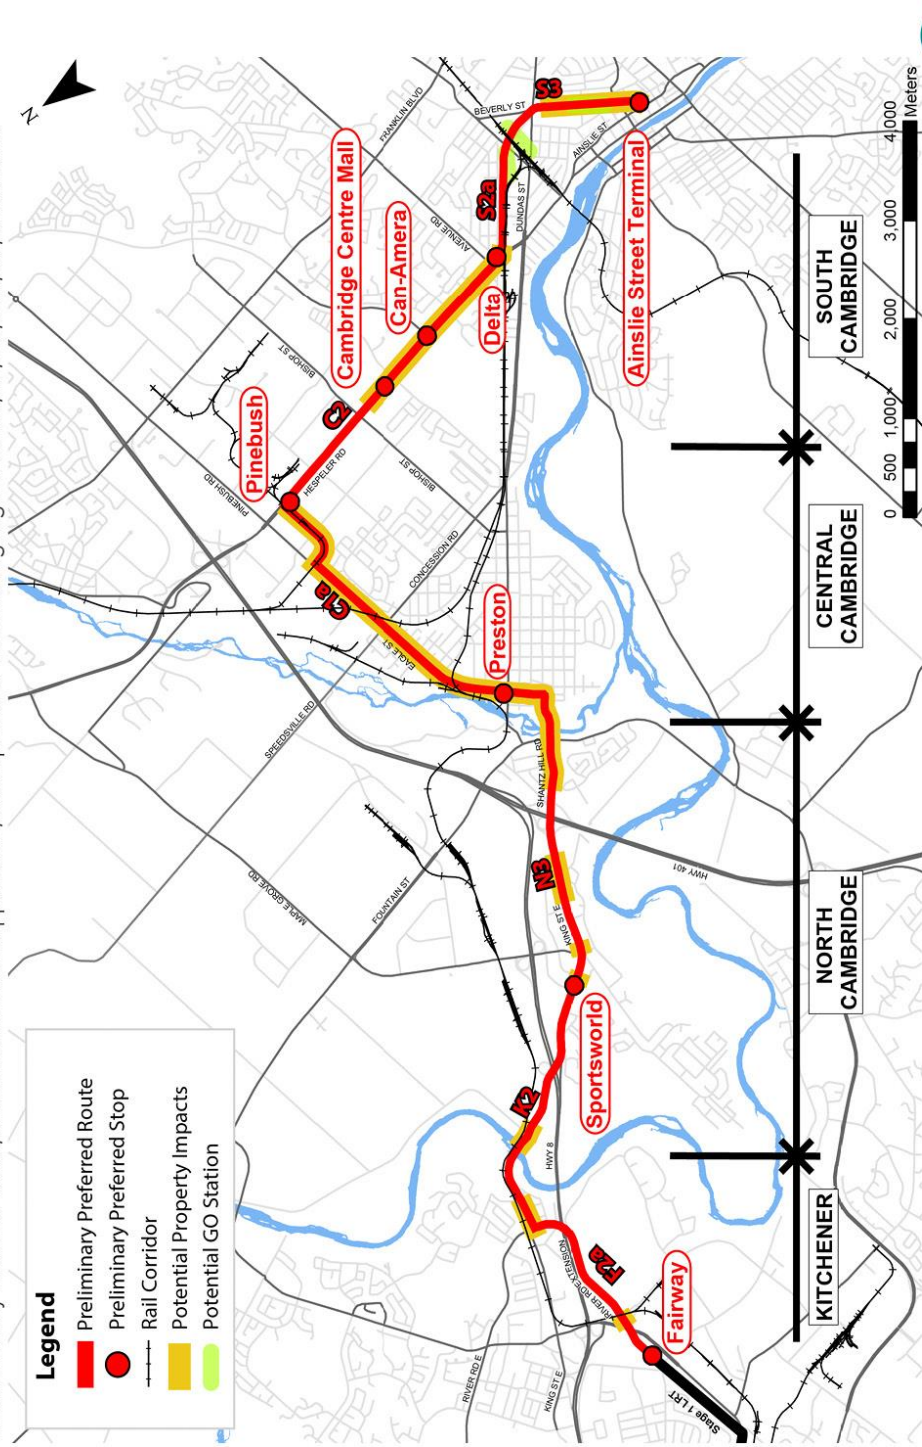 Legend
Preliminary Preferred Route
Preliminary Preferred Stop
Rail Corridor
Potential Property Impacts
Potential GO Station
N
Fairway
Sportsworld
Preston
Pinebush
Cambridge Centre Mall
Can-Amera
Delta
Ainslie Street Terminal
F2a
K2
N3
C1a
C2
S2a
S3
Stage 1 LRT
RIVER RD E
KING ST E
RIVER RD EXTENSION
HWY 8
MAPLE GROVE RD
FOUNTAIN ST
KING ST E
HWY 401
SHANTZ HILL RD
SPEEDSVILLE RD
EAGLE ST
CONCESSION RD
PINEBUSH RD
HESPELER RD
BISHOP ST
BISHOP ST
AVENUE RD
FRANKLIN BLVD
DUNDAS ST
BEVERLY ST
AINSLIE ST
KITCHENER
NORTH
CAMBRIDGE
CENTRAL
CAMBRIDGE
SOUTH
CAMBRIDGE
0 500 1,000 2,000 3,000 4,000
Meters